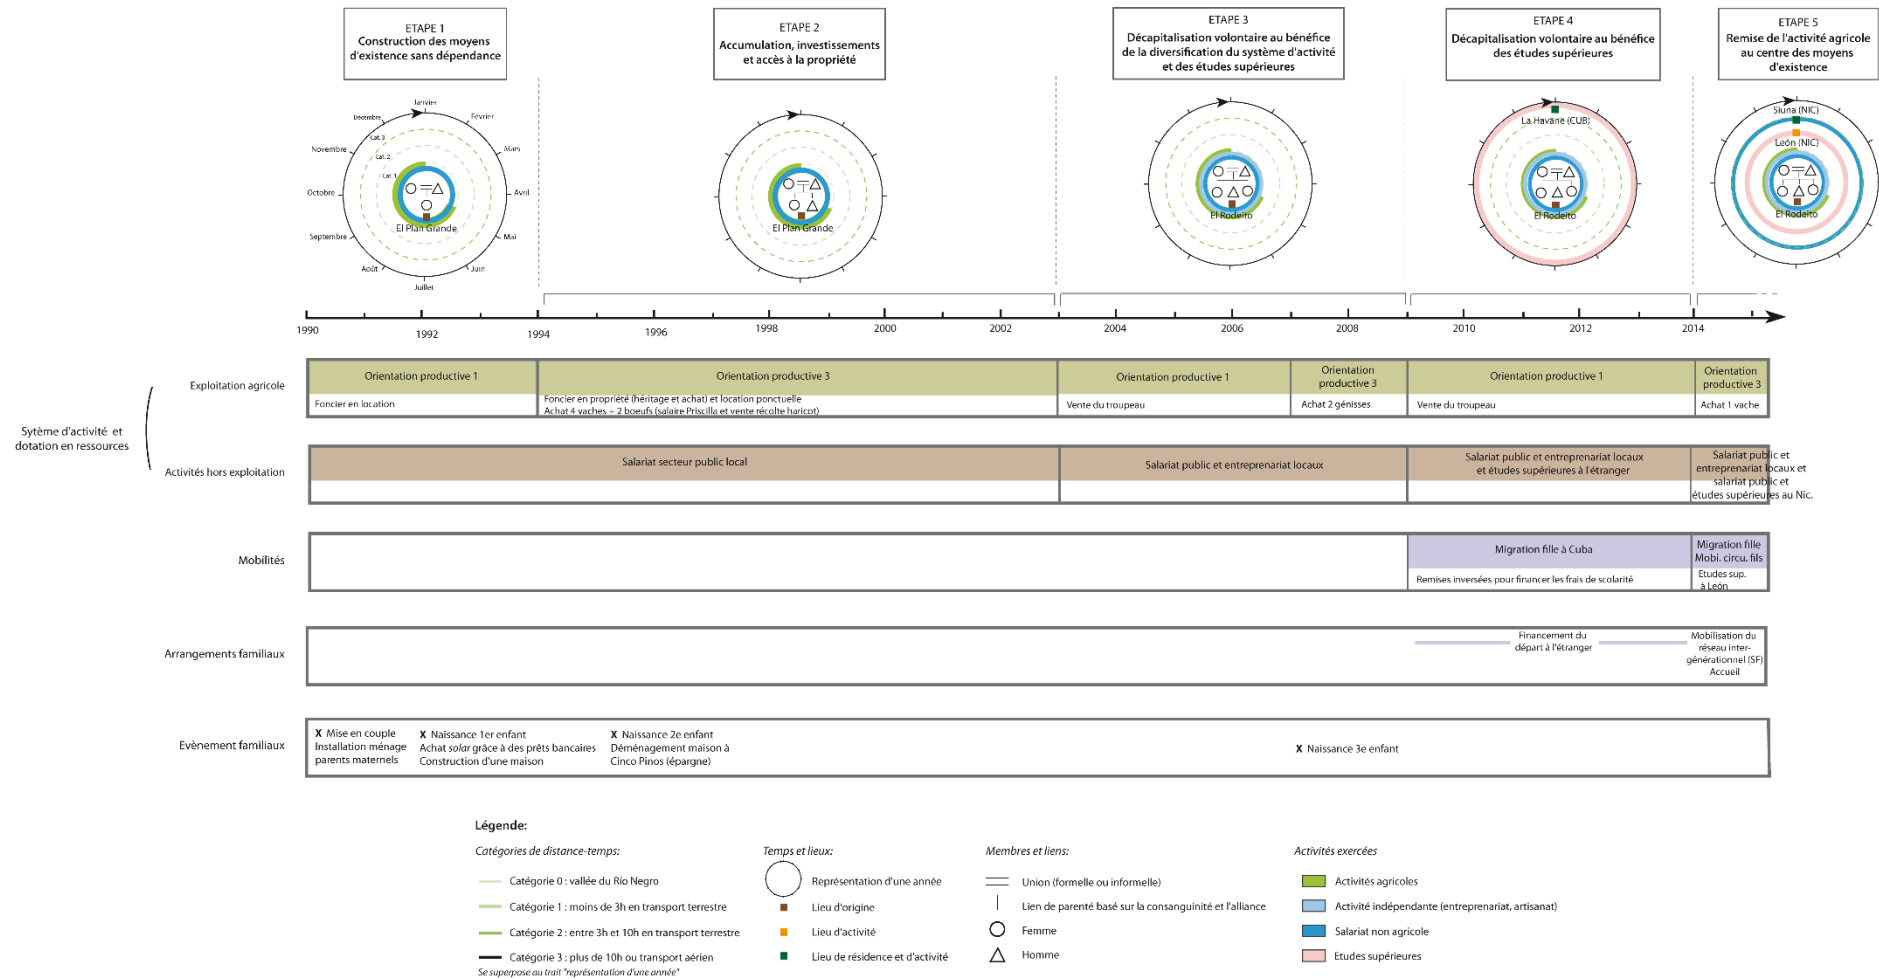 ETAPE 1
Construction des moyens
d'existence sans dépendance
ETAPE 2
Accumulation, investissements
et accès à la propriété
ETAPE 3
Décapitalisation volontaire au bénéfice
de la diversification du système d'activité
et des études supérieures
ETAPE 4
Décapitalisation volontaire au bénéfice
des études supérieures
ETAPE 5
Remise de l'activité agricole
au centre des moyens
d'existence
Janvier
Février
Mars
Avril
Mai
Juin
Juillet
Août
Septembre
Octobre
Novembre
Décembre
Cat. 3
Cat. 2
Cat. 1
El Plan Grande
El Plan Grande
El Rodeito
La Havane (CUB)
El Rodeito
Siuna (NIC)
León (NIC)
El Rodeito
1990
1992
1994
1996
1998
2000
2002
2004
2006
2008
2010
2012
2014
Sytème d'activité et
dotation en ressources
Exploitation agricole
Orientation productive 1
Foncier en location
Orientation productive 3
Foncier en propriété (héritage et achat) et location ponctuelle
Achat 4 vaches + 2 boeufs (salaire Priscilla et vente récolte haricot)
Orientation productive 1
Vente du troupeau
Orientation
productive 3
Achat 2 génisses
Orientation productive 1
Vente du troupeau
Orientation
productive 3
Achat 1 vache
Activités hors exploitation
Salariat secteur public local
Salariat public et entreprenariat locaux
Salariat public et entreprenariat locaux
et études supérieures à l'étranger
Salariat public et
entreprenariat locaux et
salariat public et
études supérieures au Nic.
Mobilités
Migration fille à Cuba
Remises inversées pour financer les frais de scolarité
Migration fille
Mobi. circu. fils
Etudes sup.
à León
Arrangements familiaux
Financement du
départ à l'étranger
Mobilisation du
réseau inter-
générationnel (SF)
Accueil
Evènement familiaux
X Mise en couple
Installation ménage
parents maternels
X Naissance 1er enfant
Achat solar grâce à des prêts bancaires
Construction d'une maison
X Naissance 2e enfant
Déménagement maison à
Cinco Pinos (épargne)
X Naissance 3e enfant
Légende:
Catégories de distance-temps:
Catégorie 0 : vallée du Río Negro
Catégorie 1 : moins de 3h en transport terrestre
Catégorie 2 : entre 3h et 10h en transport terrestre
Catégorie 3 : plus de 10h ou transport aérien
Se superpose au trait "représentation d'une année"
Temps et lieux:
Représentation d'une année
Lieu d'origine
Lieu d'activité
Lieu de résidence et d'activité
Membres et liens:
Union (formelle ou informelle)
Lien de parenté basé sur la consanguinité et l'alliance
Femme
Homme
Activités exercées
Activités agricoles
Activité indépendante (entreprenariat, artisanat)
Salariat non agricole
Etudes supérieures